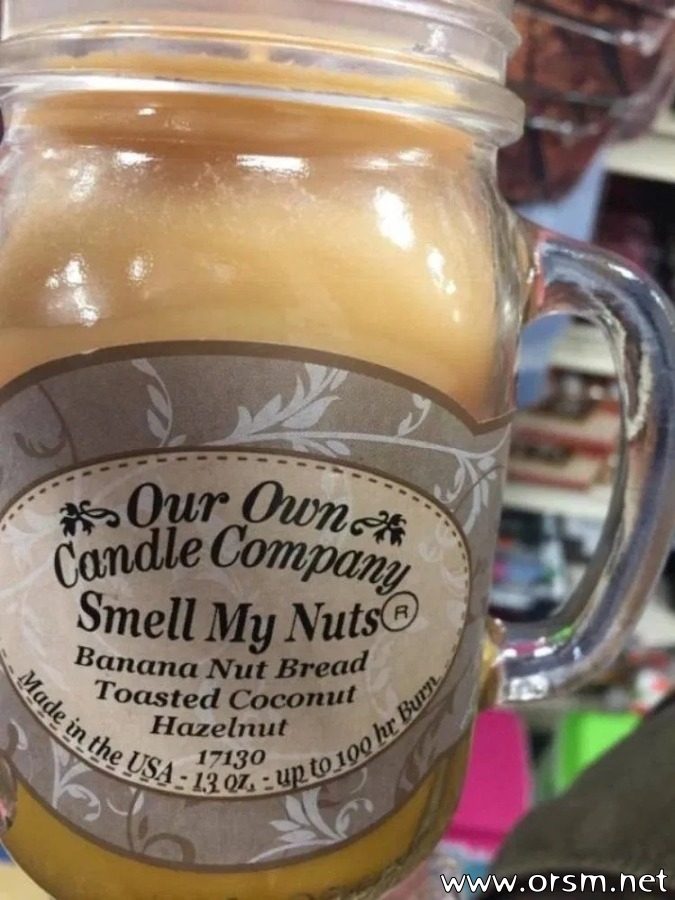 Our Own
Candle Company
Smell My Nuts®
Banana Nut Bread
Toasted Coconut
Hazelnut
17130
Made in the USA - 13 oz. - up to 100 hr Burn
www.orsm.net